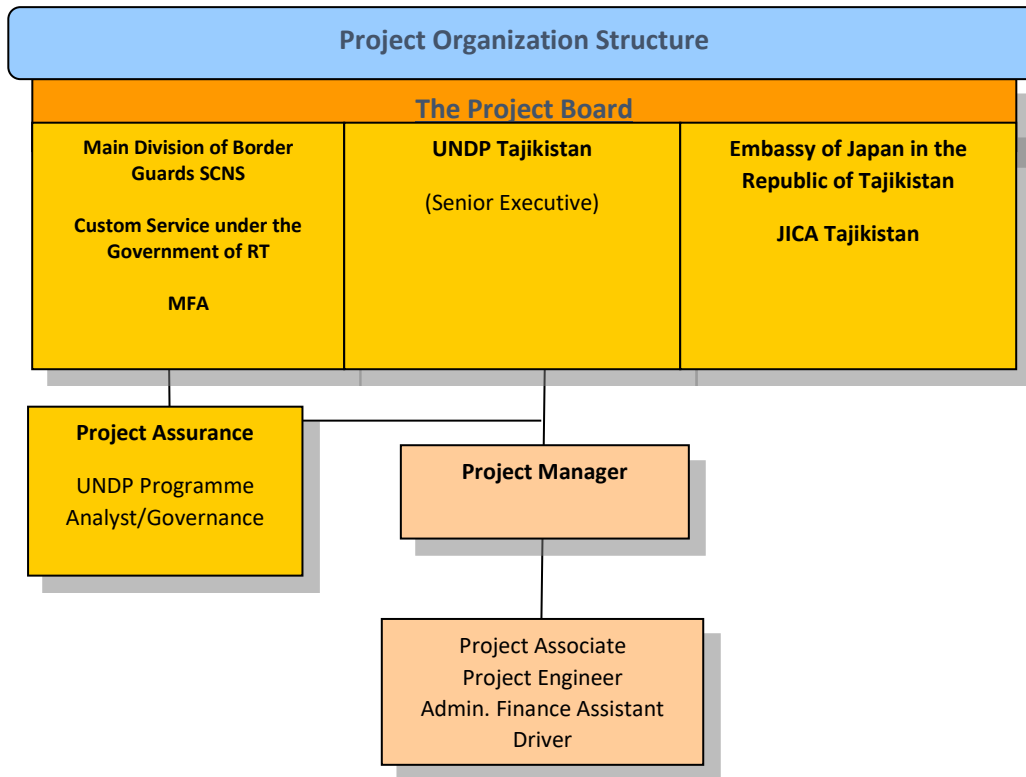 Project Organization Structure
The Project Board
Main Division of Border
Guards SCNS
Custom Service under the
Government of RT
MFA
UNDP Tajikistan
(Senior Executive)
Embassy of Japan in the
Republic of Tajikistan
JICA Tajikistan
Project Assurance
UNDP Programme
Analyst/Governance
Project Manager
Project Associate
Project Engineer
Admin. Finance Assistant
Driver